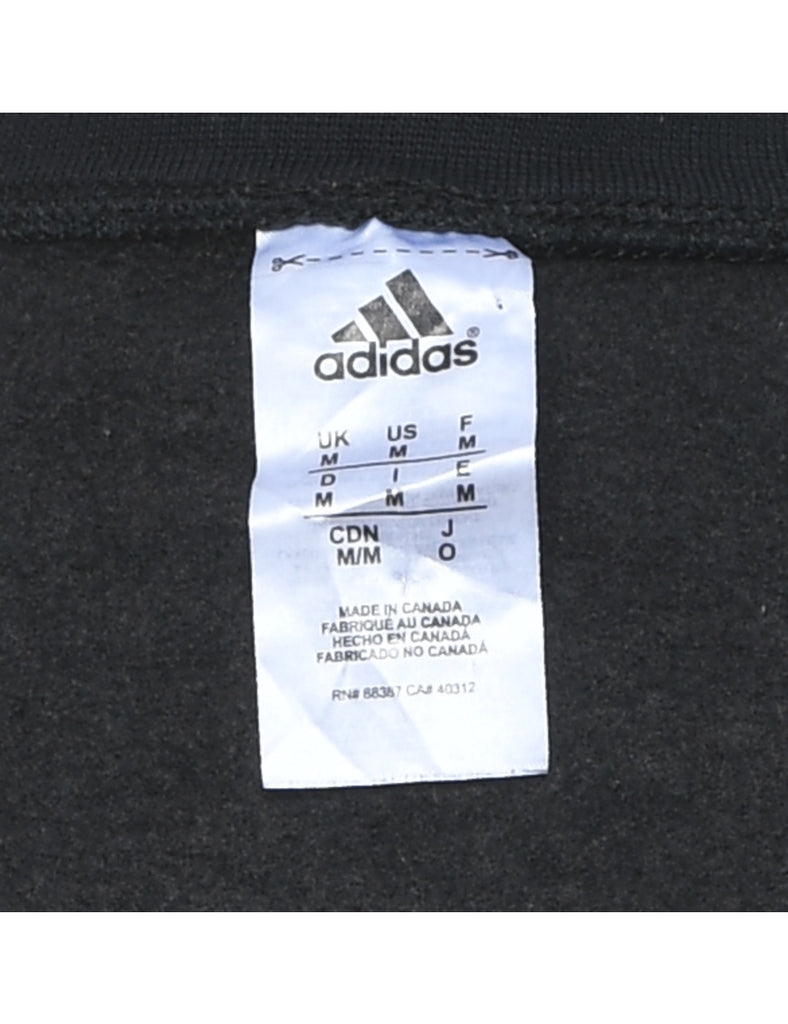 adidas®
UK US F
M M M
D I E
M M M
CDN J
M/M O
MADE IN CANADA
FABRIQUÉ AU CANADA
HECHO EN CANADÁ
FABRICADO NO CANADÁ
RN# 88387 CA# 40312